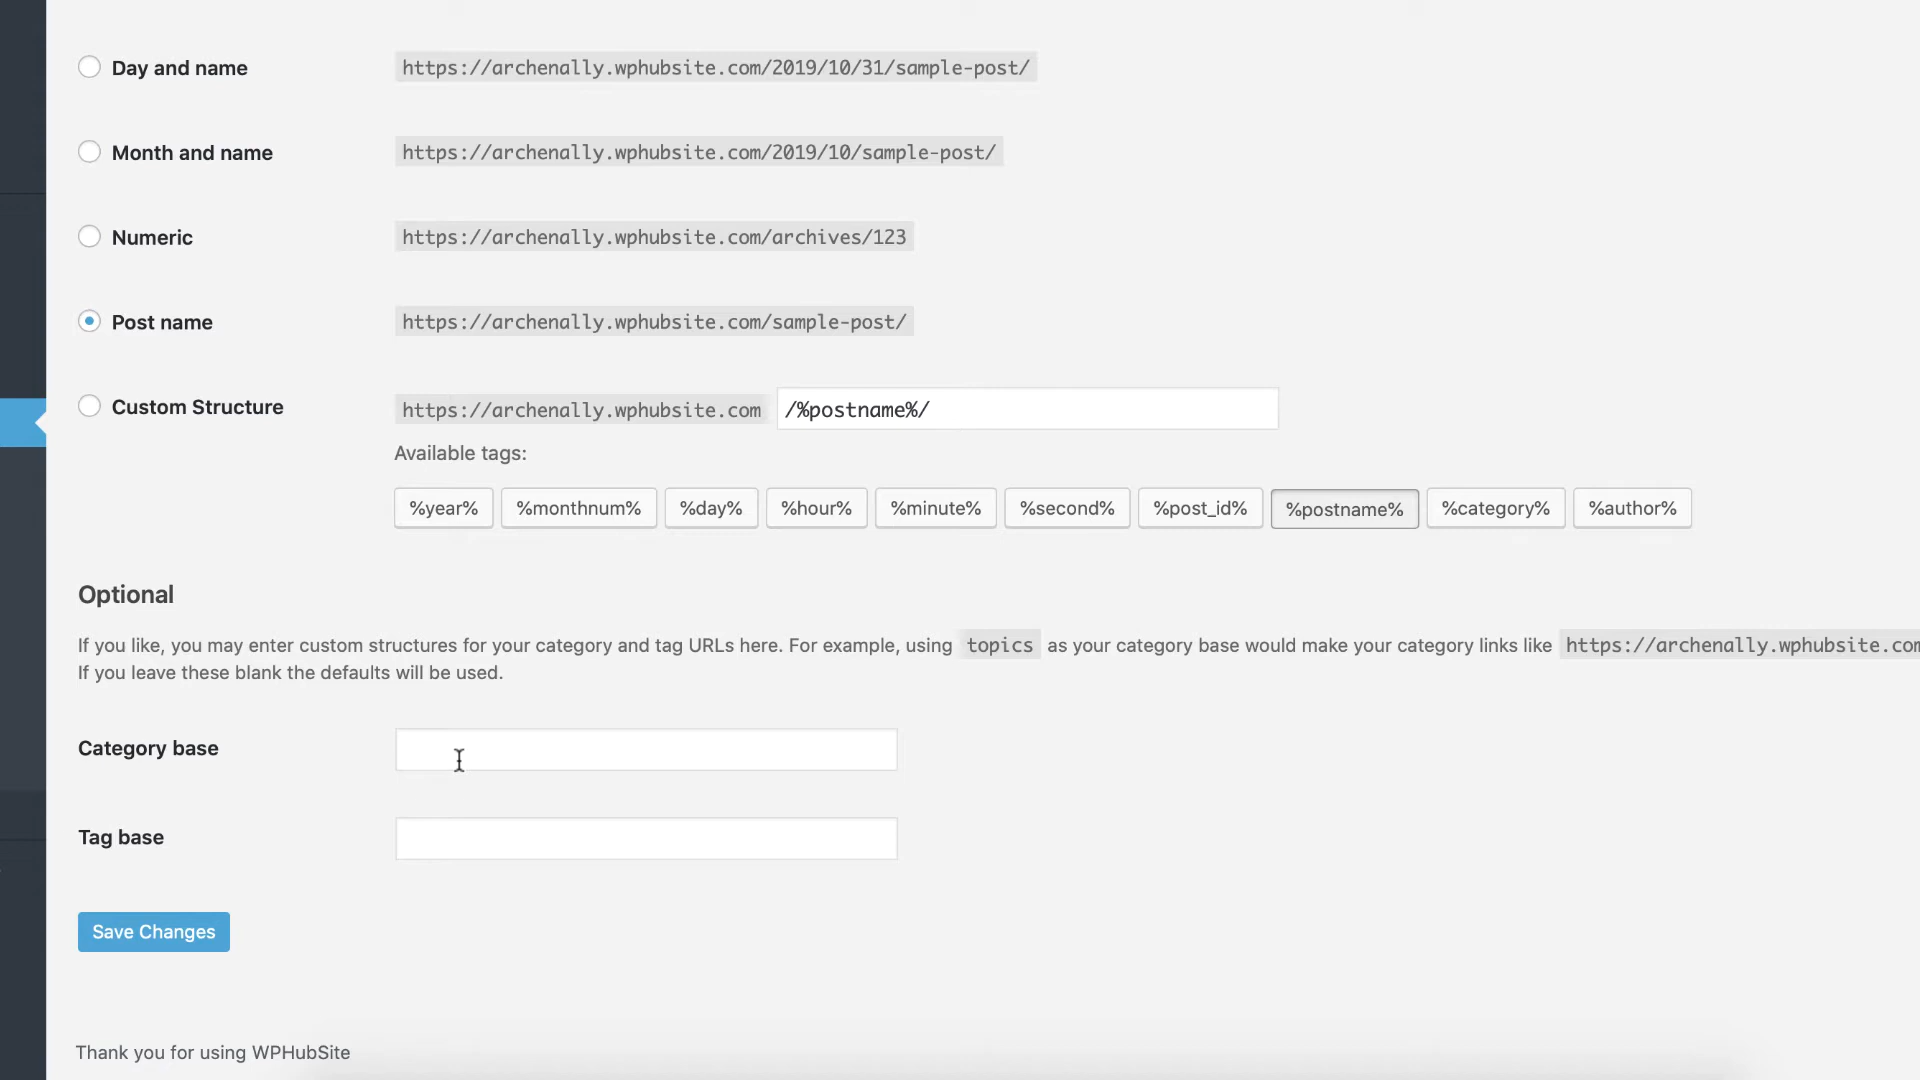 Day and name https://archenally.wphubsite.com/2019/10/31/sample-post/
Month and name https://archenally.wphubsite.com/2019/10/sample-post/
Numeric https://archenally.wphubsite.com/archives/123
Post name https://archenally.wphubsite.com/sample-post/
Custom Structure https://archenally.wphubsite.com /%postname%/
Available tags:
%year% %monthnum% %day% %hour% %minute% %second% %post_id% %postname% %category% %author%
Optional
If you like, you may enter custom structures for your category and tag URLs here. For example, using topics as your category base would make your category links like https://archenally.wphubsite.com
If you leave these blank the defaults will be used.
Category base
Tag base
Save Changes
Thank you for using WPHubSite